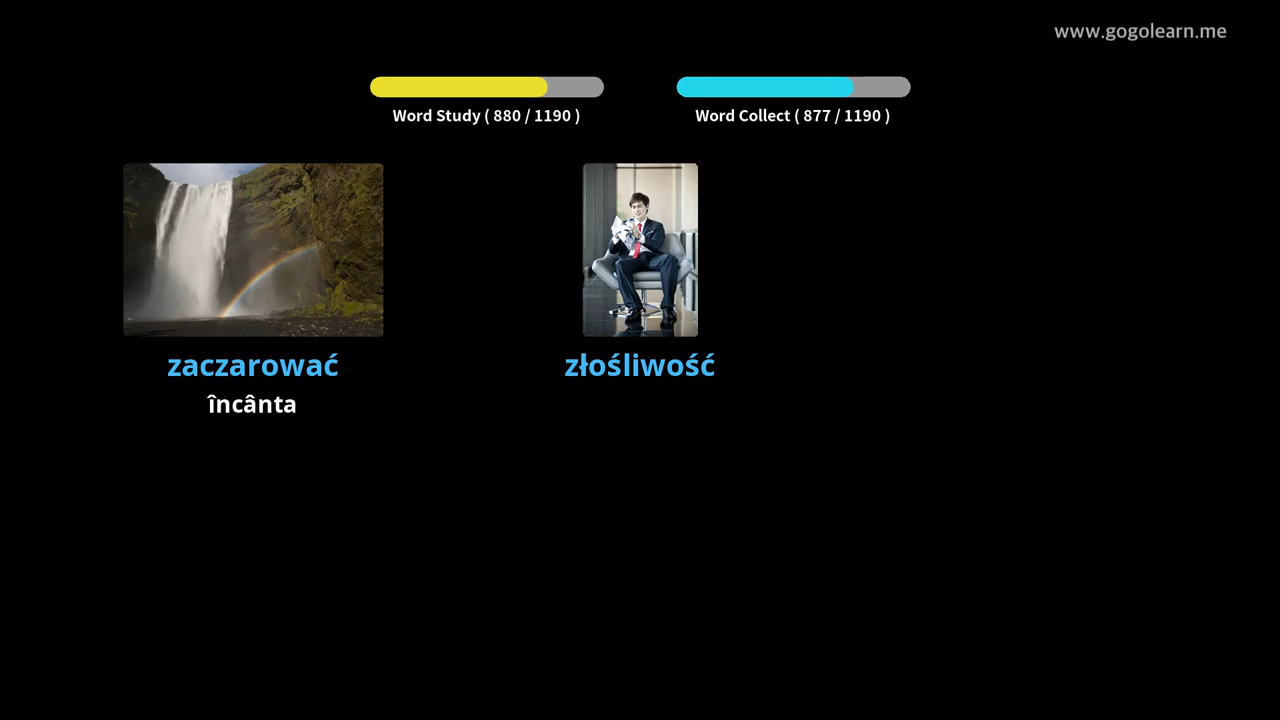 www.gogolearn.me
Word Study ( 880 / 1190 )
Word Collect ( 877 / 1190 )
zaczarować
încânta
złośliwość